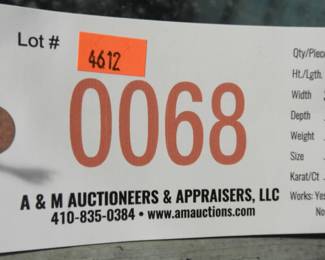 Lot #
4612
0068
A & M AUCTIONEERS & APPRAISERS, LLC
410-835-0384 • www.amauctions.com
Qty/Piece
Ht./Lgth.
Width
Depth
Weight
Size
Karat/Ct
Works: Yes
No